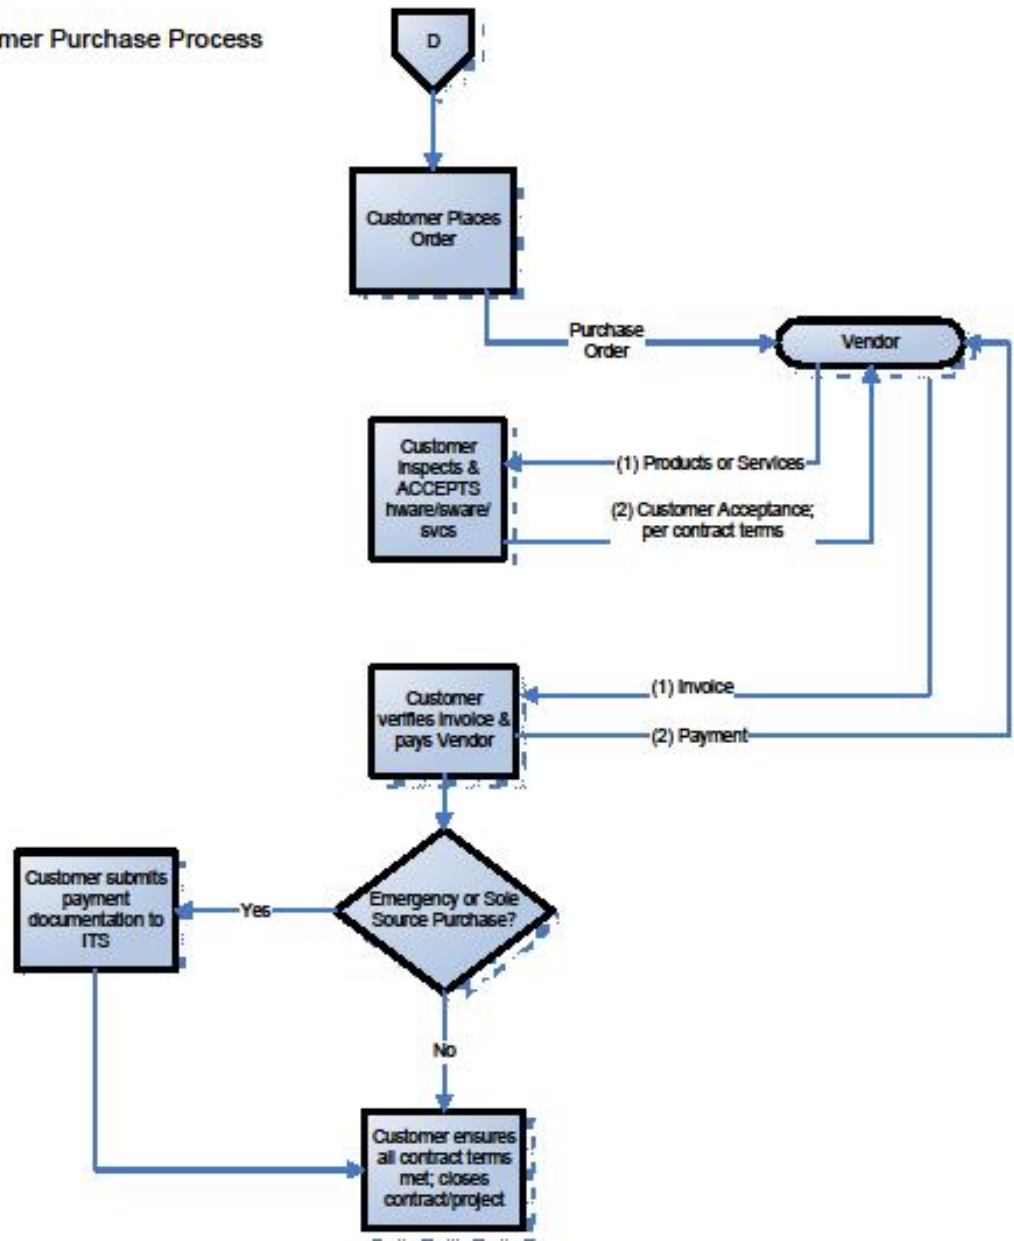 mer Purchase Process
D
Customer Places
Order
Purchase
Order
Vendor
Customer
Inspects &
ACCEPTS
hware/sware/
svcs
(1) Products or Services
(2) Customer Acceptance;
per contract terms
Customer
verifies invoice &
pays Vendor
(1) Invoice
(2) Payment
Customer submits
payment
documentation to
ITS
Yes
Emergency or Sole
Source Purchase?
No
Customer ensures
all contract terms
met; closes
contract/project